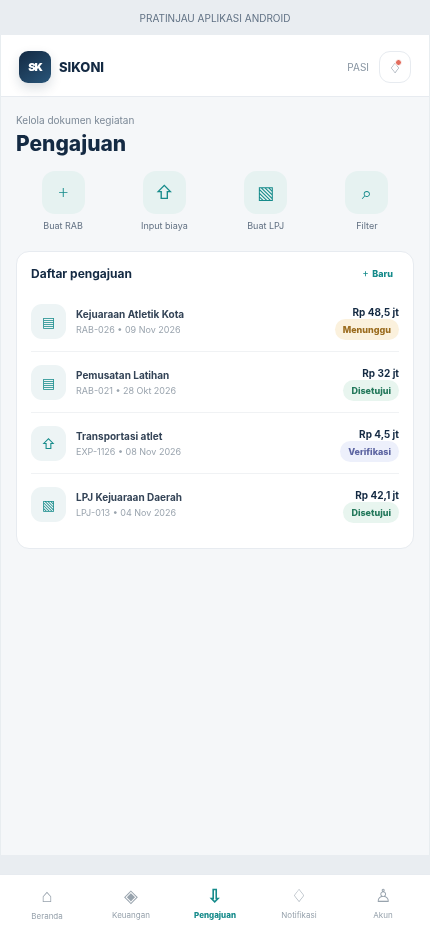 PRATINJAU APLIKASI ANDROID
SK SIKONI PASI
Kelola dokumen kegiatan
Pengajuan
Buat RAB Input biaya Buat LPJ Filter
Daftar pengajuan + Baru
Kejuaraan Atletik Kota Rp 48,5 jt
RAB-026 • 09 Nov 2026 Menunggu
Pemusatan Latihan Rp 32 jt
RAB-021 • 28 Okt 2026 Disetujui
Transportasi atlet Rp 4,5 jt
EXP-1126 • 08 Nov 2026 Verifikasi
LPJ Kejuaraan Daerah Rp 42,1 jt
LPJ-013 • 04 Nov 2026 Disetujui
Beranda Keuangan Pengajuan Notifikasi Akun